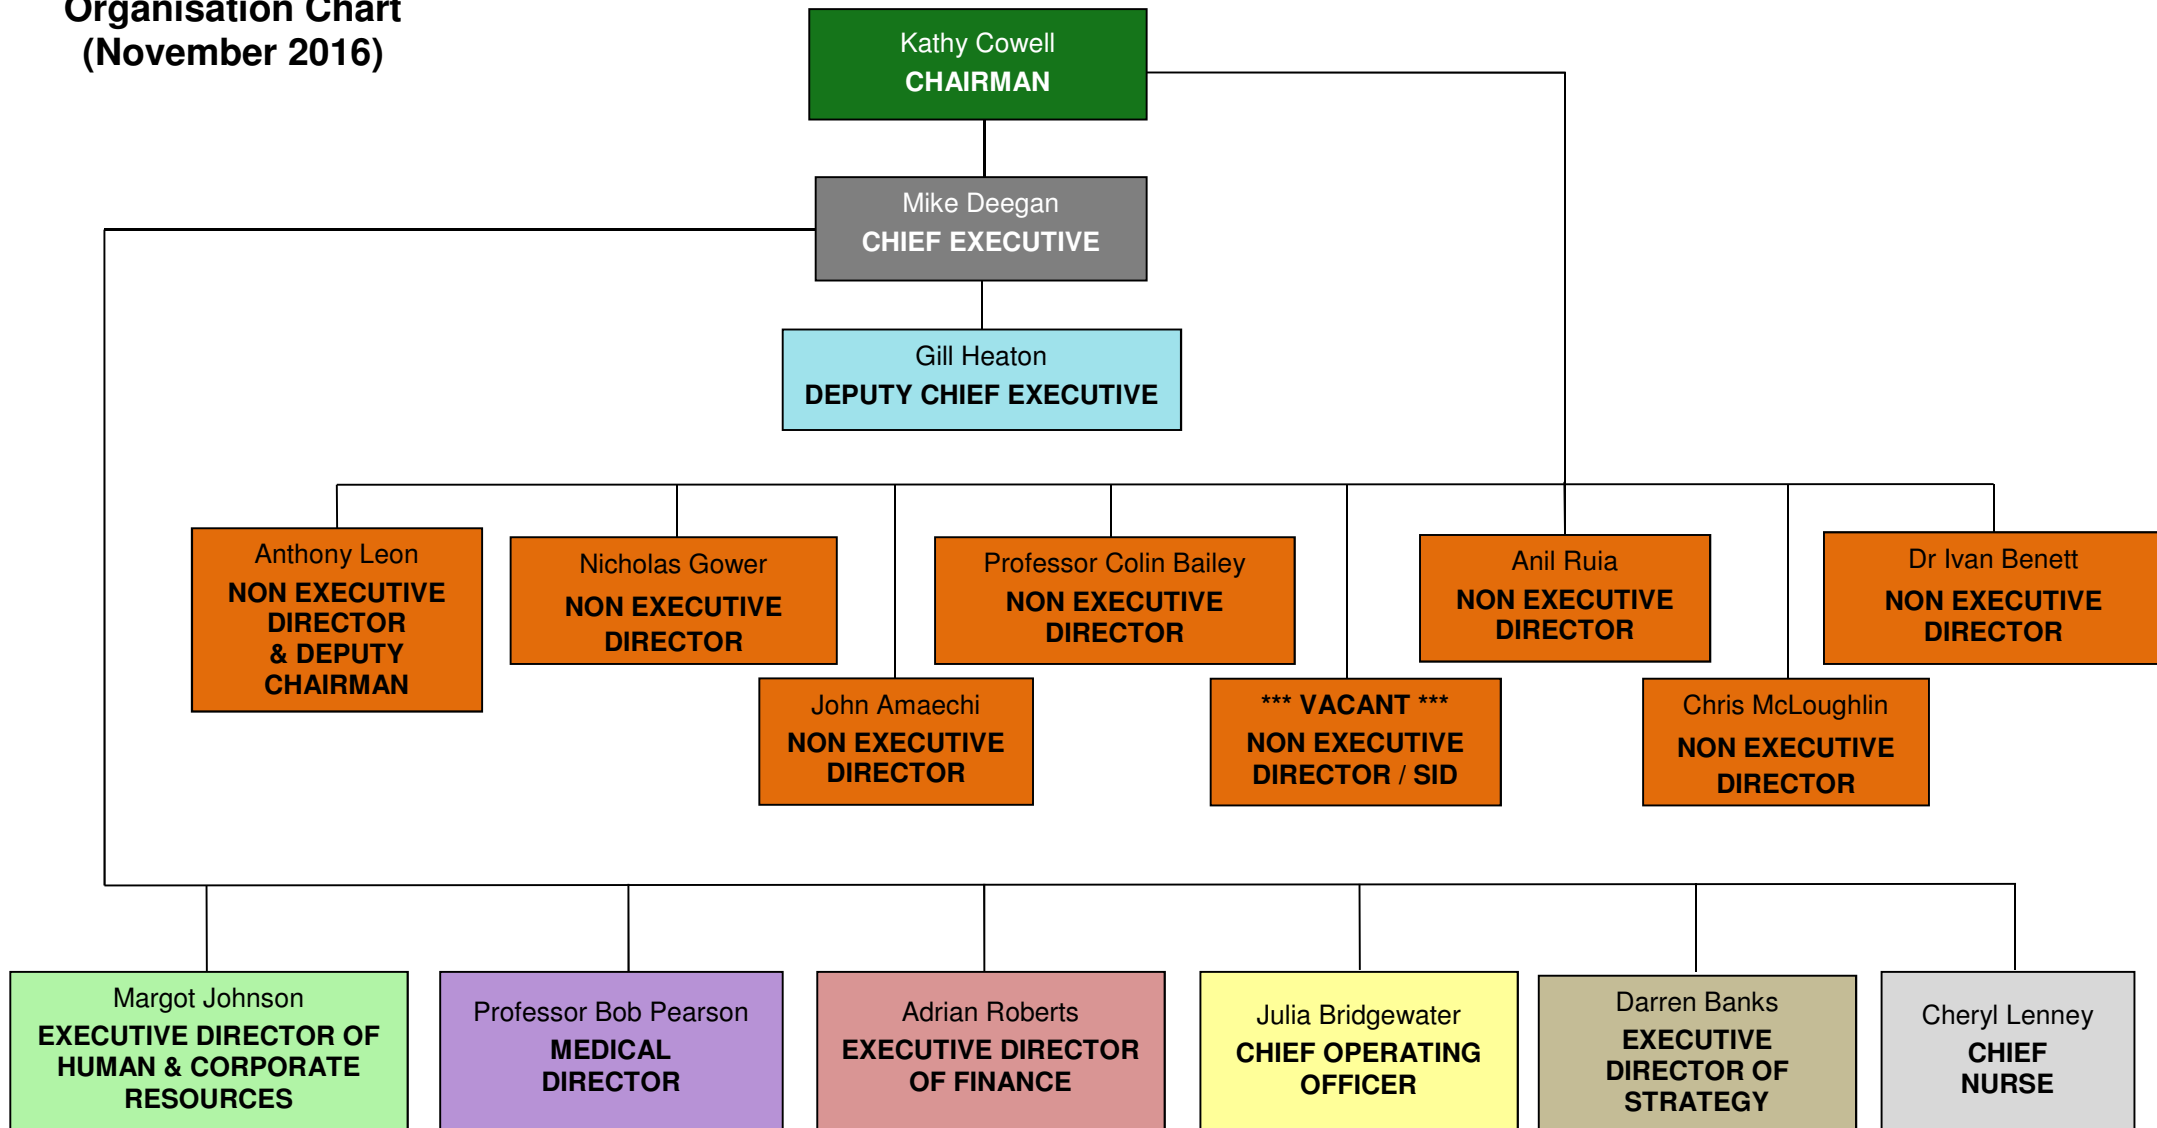 Organisation Chart
(November 2016)
Kathy Cowell
CHAIRMAN
Mike Deegan
CHIEF EXECUTIVE
Gill Heaton
DEPUTY CHIEF EXECUTIVE
Anthony Leon
NON EXECUTIVE
DIRECTOR
& DEPUTY
CHAIRMAN
Nicholas Gower
NON EXECUTIVE
DIRECTOR
Professor Colin Bailey
NON EXECUTIVE
DIRECTOR
Anil Ruia
NON EXECUTIVE
DIRECTOR
Dr Ivan Benett
NON EXECUTIVE
DIRECTOR
John Amaechi
NON EXECUTIVE
DIRECTOR
*** VACANT ***
NON EXECUTIVE
DIRECTOR / SID
Chris McLoughlin
NON EXECUTIVE
DIRECTOR
Margot Johnson
EXECUTIVE DIRECTOR OF
HUMAN & CORPORATE
RESOURCES
Professor Bob Pearson
MEDICAL
DIRECTOR
Adrian Roberts
EXECUTIVE DIRECTOR
OF FINANCE
Julia Bridgewater
CHIEF OPERATING
OFFICER
Darren Banks
EXECUTIVE
DIRECTOR OF
STRATEGY
Cheryl Lenney
CHIEF
NURSE